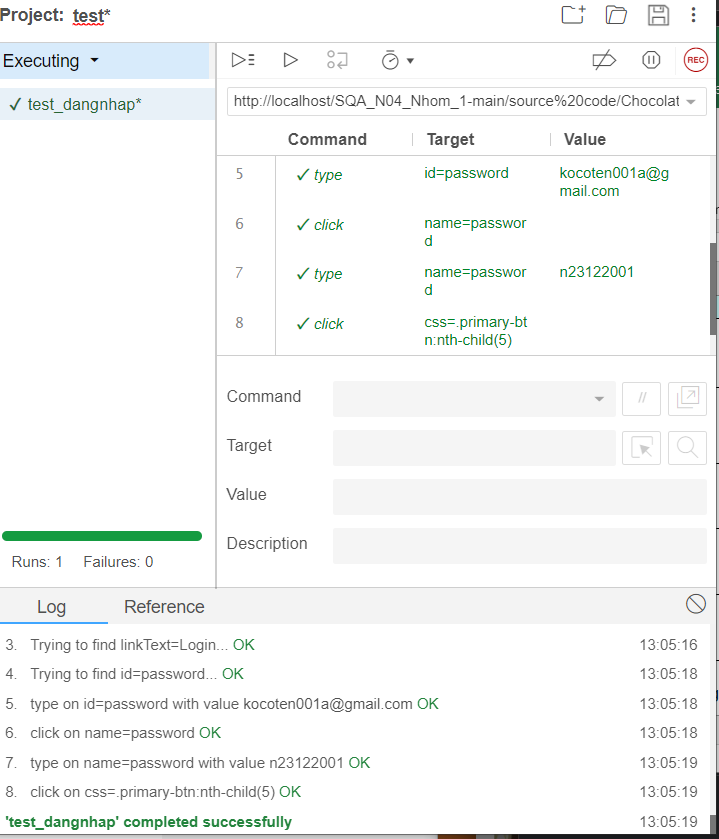 Project: test*
Executing
✓ test_dangnhap*
REC
http://localhost/SQA_N04_Nhom_1-main/source%20code/Chocolat
Command Target Value
5 ✓ type id=password kocoten001a@g
mail.com
6 ✓ click name=passwor
d
7 ✓ type name=passwor n23122001
d
8 ✓ click css=.primary-bt
n:nth-child(5)
Command //
Target
Value
Description
Runs: 1 Failures: 0
Log Reference
3. Trying to find linkText=Login... OK 13:05:16
4. Trying to find id=password... OK 13:05:18
5. type on id=password with value kocoten001a@gmail.com OK 13:05:18
6. click on name=password OK 13:05:18
7. type on name=password with value n23122001 OK 13:05:19
8. click on css=.primary-btn:nth-child(5) OK 13:05:19
'test_dangnhap' completed successfully 13:05:19